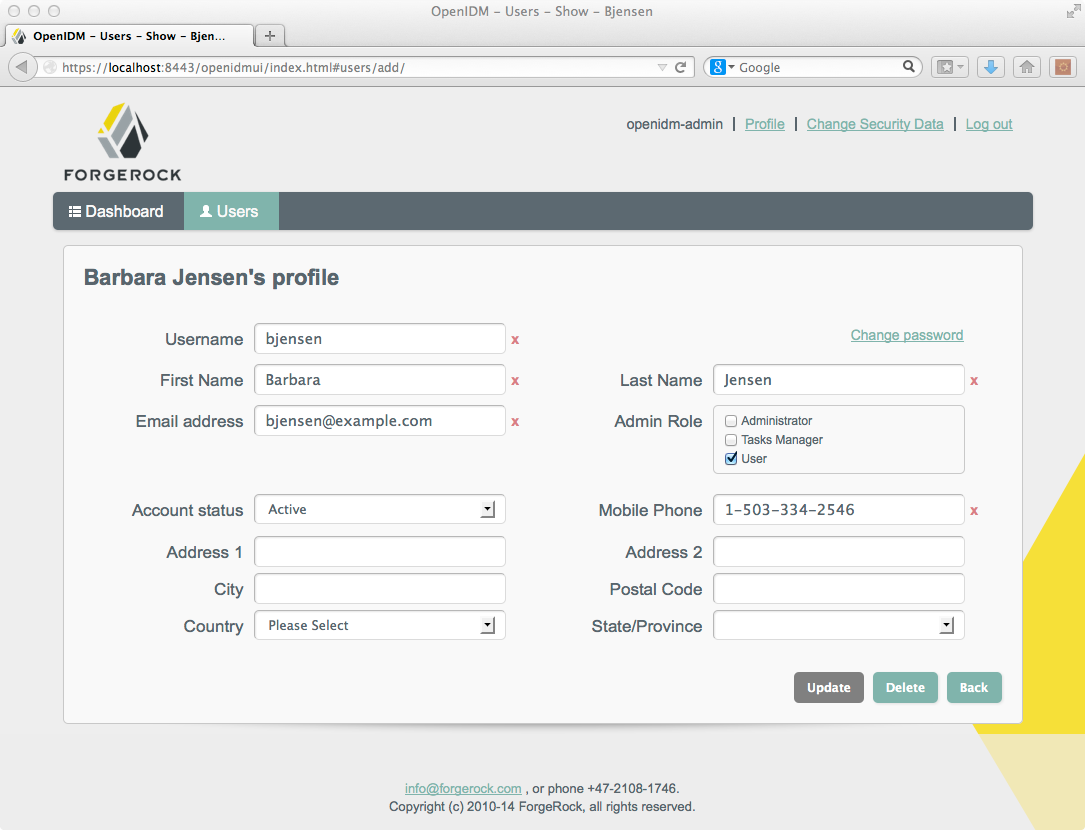 OpenIDM – Users – Show – Bjensen
OpenIDM – Users – Show – Bjen...
https://localhost:8443/openidmui/index.html#users/add/
8 Google
FORGEROCK
openidm-admin | Profile | Change Security Data | Log out
Dashboard Users
Barbara Jensen's profile
Username bjensen x Change password
First Name Barbara x Last Name Jensen x
Email address bjensen@example.com x Admin Role
Administrator
Tasks Manager
User
Account status Active Mobile Phone 1-503-334-2546 x
Address 1 Address 2
City Postal Code
Country Please Select State/Province
Update Delete Back
info@forgerock.com , or phone +47-2108-1746.
Copyright (c) 2010-14 ForgeRock, all rights reserved.